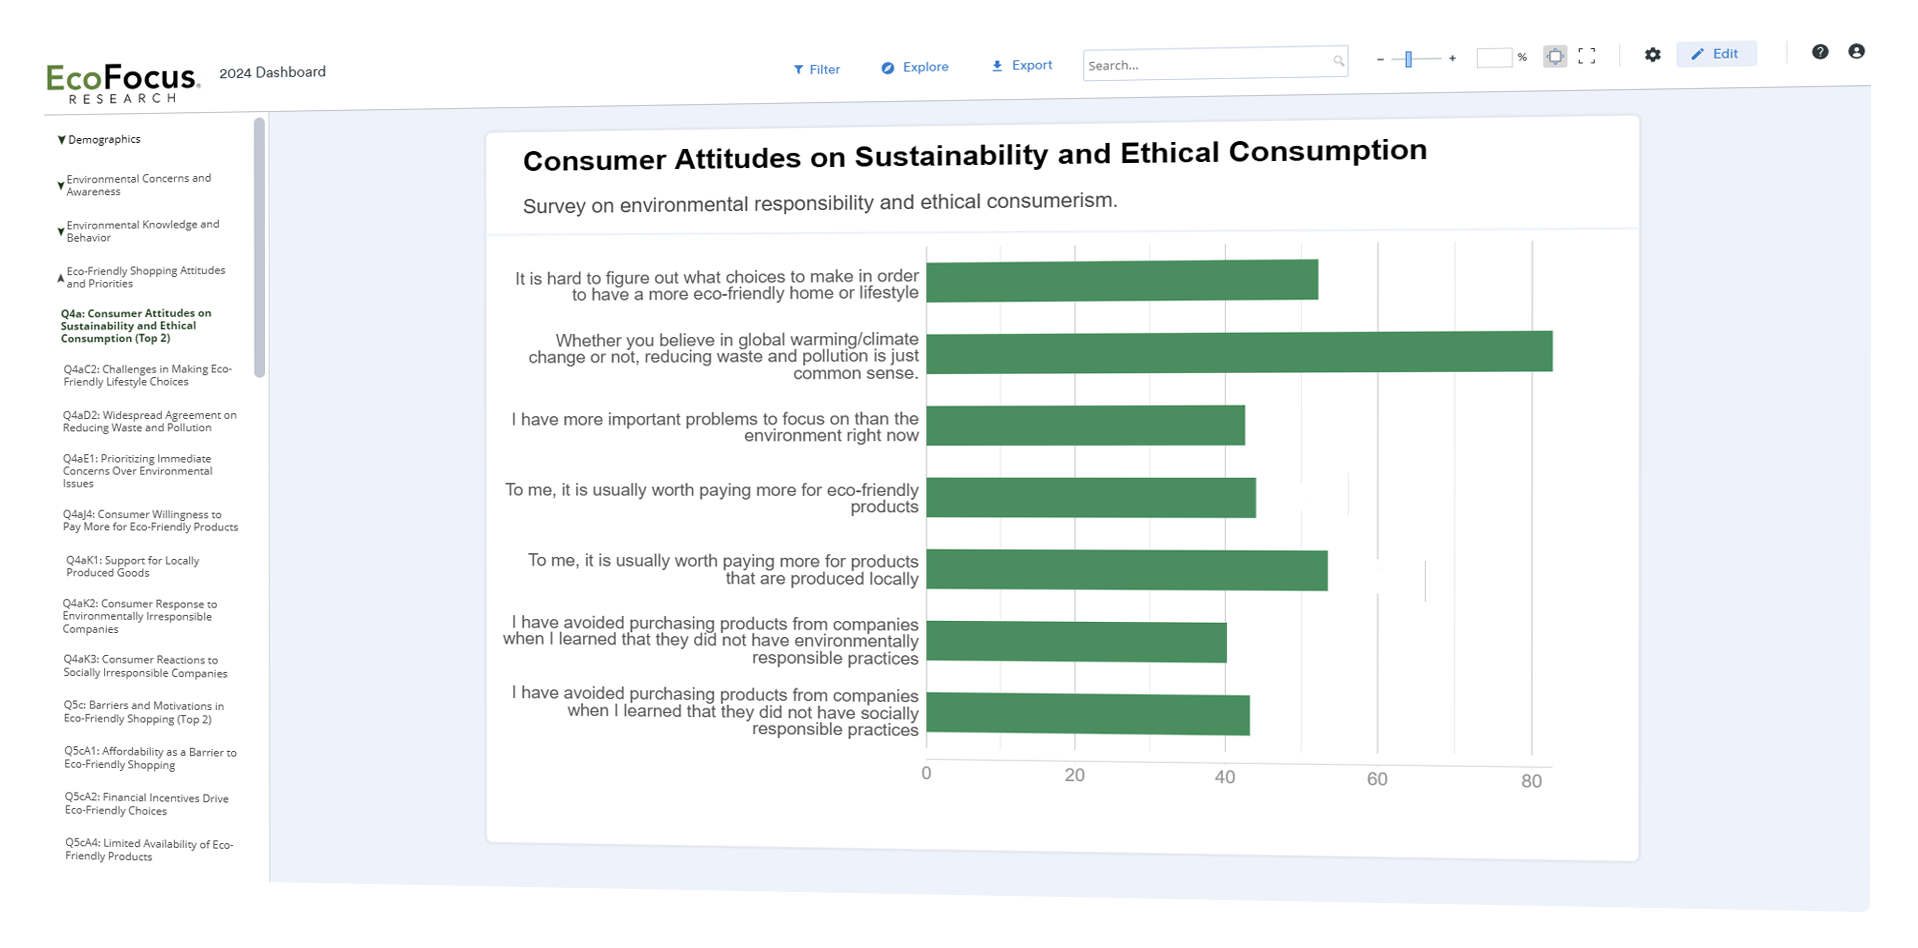 EcoFocus®
RESEARCH
2024 Dashboard
Filter
Explore
Export
Search...
- +
%
Edit
?
Demographics
Environmental Concerns and
Awareness
Environmental Knowledge and
Behavior
Eco-Friendly Shopping Attitudes
and Priorities
Q4a: Consumer Attitudes on
Sustainability and Ethical
Consumption (Top 2)
Q4aC2: Challenges in Making Eco-
Friendly Lifestyle Choices
Q4aD2: Widespread Agreement on
Reducing Waste and Pollution
Q4aE1: Prioritizing Immediate
Concerns Over Environmental
Issues
Q4aJ4: Consumer Willingness to
Pay More for Eco-Friendly Products
Q4aK1: Support for Locally
Produced Goods
Q4aK2: Consumer Response to
Environmentally Irresponsible
Companies
Q4aK3: Consumer Reactions to
Socially Irresponsible Companies
Q5c: Barriers and Motivations in
Eco-Friendly Shopping (Top 2)
Q5cA1: Affordability as a Barrier to
Eco-Friendly Shopping
Q5cA2: Financial Incentives Drive
Eco-Friendly Choices
Q5cA4: Limited Availability of Eco-
Friendly Products
Consumer Attitudes on Sustainability and Ethical Consumption
Survey on environmental responsibility and ethical consumerism.
It is hard to figure out what choices to make in order
to have a more eco-friendly home or lifestyle
Whether you believe in global warming/climate
change or not, reducing waste and pollution is just
common sense.
I have more important problems to focus on than the
environment right now
To me, it is usually worth paying more for eco-friendly
products
To me, it is usually worth paying more for products
that are produced locally
I have avoided purchasing products from companies
when I learned that they did not have environmentally
responsible practices
I have avoided purchasing products from companies
when I learned that they did not have socially
responsible practices
0 20 40 60 80